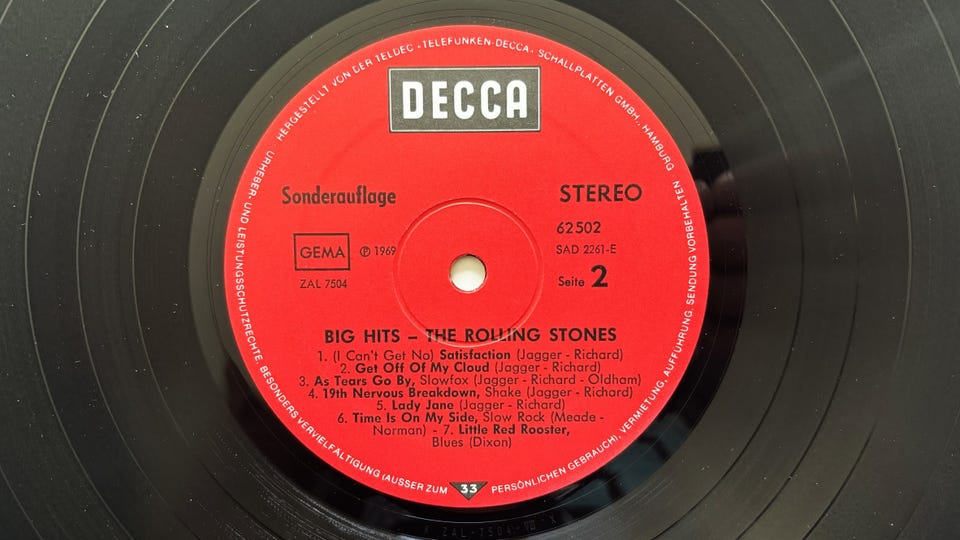 HERGESTELLT VON DER TELDEC · »TELEFUNKEN-DECCA« SCHALLPLATTEN GMBH., HAMBURG
URHEBER- UND LEISTUNGSSCHUTZRECHTE, BESONDERS VERVIELFÄLTIGUNG (AUSSER ZUM PERSÖNLICHEN GEBRAUCH), VERMIETUNG, AUFFÜHRUNG, SENDUNG VORBEHALTEN
DECCA
Sonderauflage
STEREO
62502
GEMA ℗ 1969
SAD 2261-E
ZAL 7504
Seite 2
BIG HITS – THE ROLLING STONES
1. (I Can't Get No) Satisfaction (Jagger - Richard)
2. Get Off Of My Cloud (Jagger - Richard)
3. As Tears Go By, Slowfox (Jagger - Richard - Oldham)
4. 19th Nervous Breakdown, Shake (Jagger - Richard)
5. Lady Jane (Jagger - Richard)
6. Time Is On My Side, Slow Rock (Meade -
Norman) - 7. Little Red Rooster,
Blues (Dixon)
33